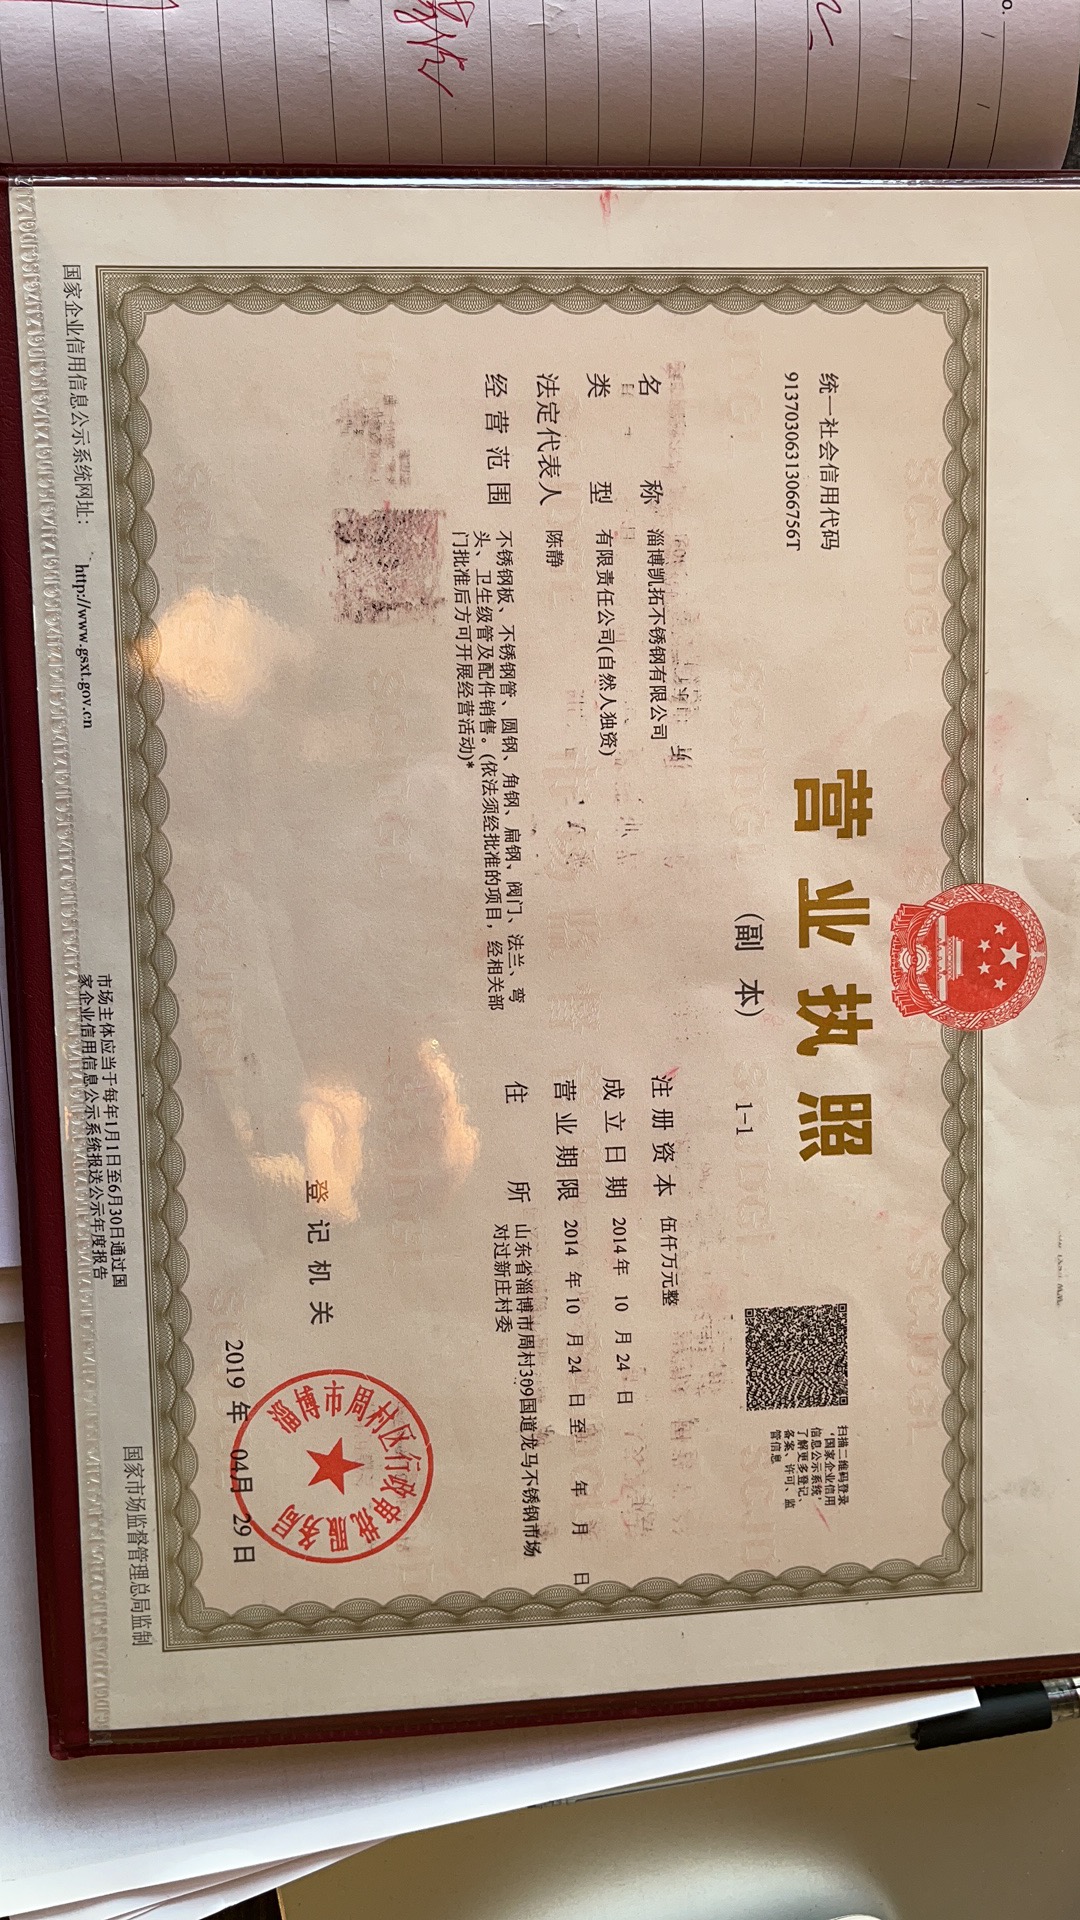 营业执照
(副 本)
1-1
统一社会信用代码
91370306313066756T
扫描二维码登录
‘国家企业信用
信息公示系统’
了解更多登记、
备案、许可、监
管信息
名 称 淄博凯拓不锈钢有限公司
类 型 有限责任公司(自然人独资)
法定代表人 陈静
经营范围 不锈钢板、不锈钢管、圆钢、角钢、扁钢、阀门、法兰、弯
头、卫生级管及配件销售。(依法须经批准的项目，经相关部
门批准后方可开展经营活动)*
注册资本 伍仟万元整
成立日期 2014 年 10 月 24 日
营业期限 2014 年 10 月 24 日 至 年 月 日
住 所 山东省淄博市周村309国道龙马不锈钢市场
对过新庄村委
登记机关
淄博市周村区行政审批服务局
2019 年 04月 29 日
国家企业信用信息公示系统网址：http://www.gsxt.gov.cn
市场主体应当于每年1月1日至6月30日通过国
家企业信用信息公示系统报送公示年度报告
国家市场监督管理总局监制